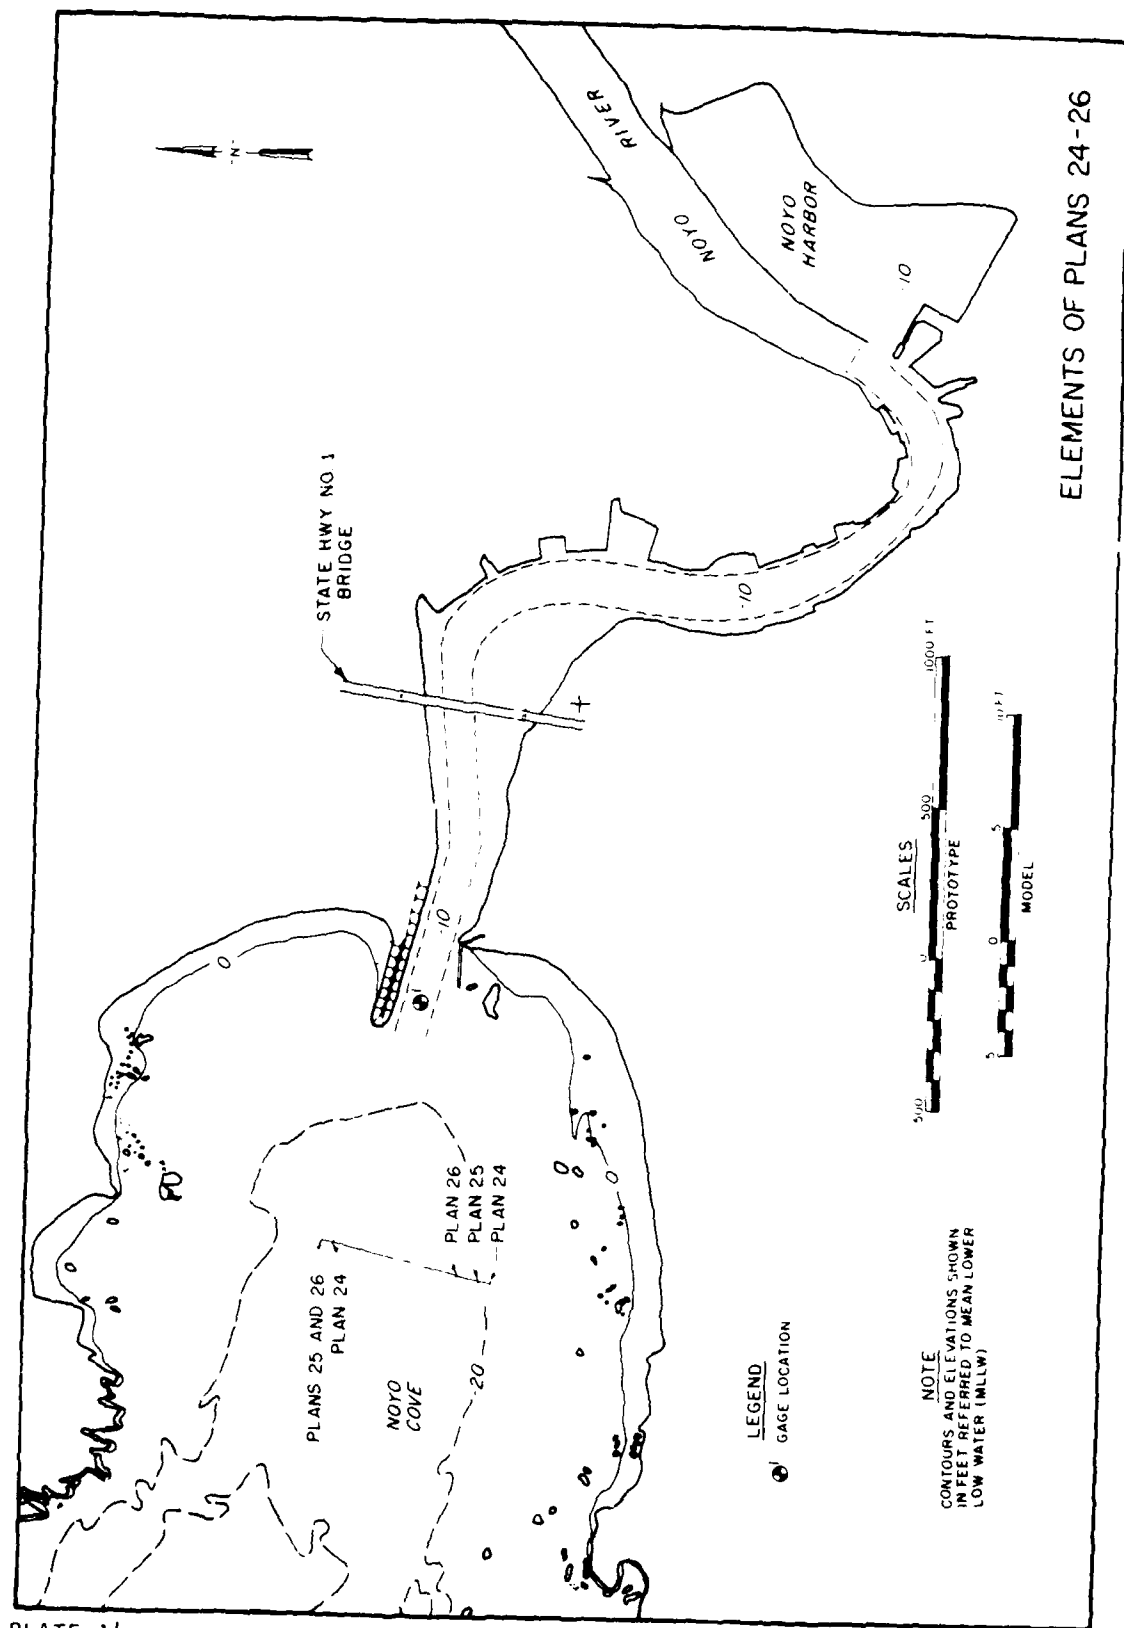 N
RIVER
NOYO
NOYO
HARBOR
-10
STATE HWY NO. 1
BRIDGE
-10
-10
0
PLAN 26
PLAN 25
PLAN 24
PLANS 25 AND 26
PLAN 24
NOYO
COVE
-20
0
LEGEND
GAGE LOCATION
NOTE
CONTOURS AND ELEVATIONS SHOWN
IN FEET REFERRED TO MEAN LOWER
LOW WATER (MLLW)
SCALES
500 0 500 1000 FT
PROTOTYPE
5 0 5 10 FT
MODEL
ELEMENTS OF PLANS 24-26
PLATE